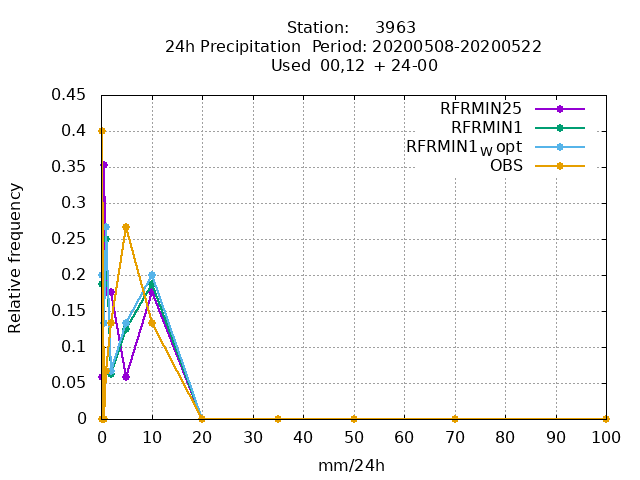 Station: 3963
24h Precipitation Period: 20200508-20200522
Used 00,12 + 24-00
RFRMIN25
RFRMIN1
RFRMIN1W opt
OBS
Relative frequency
0.45
0.4
0.35
0.3
0.25
0.2
0.15
0.1
0.05
0
0 10 20 30 40 50 60 70 80 90 100
mm/24h